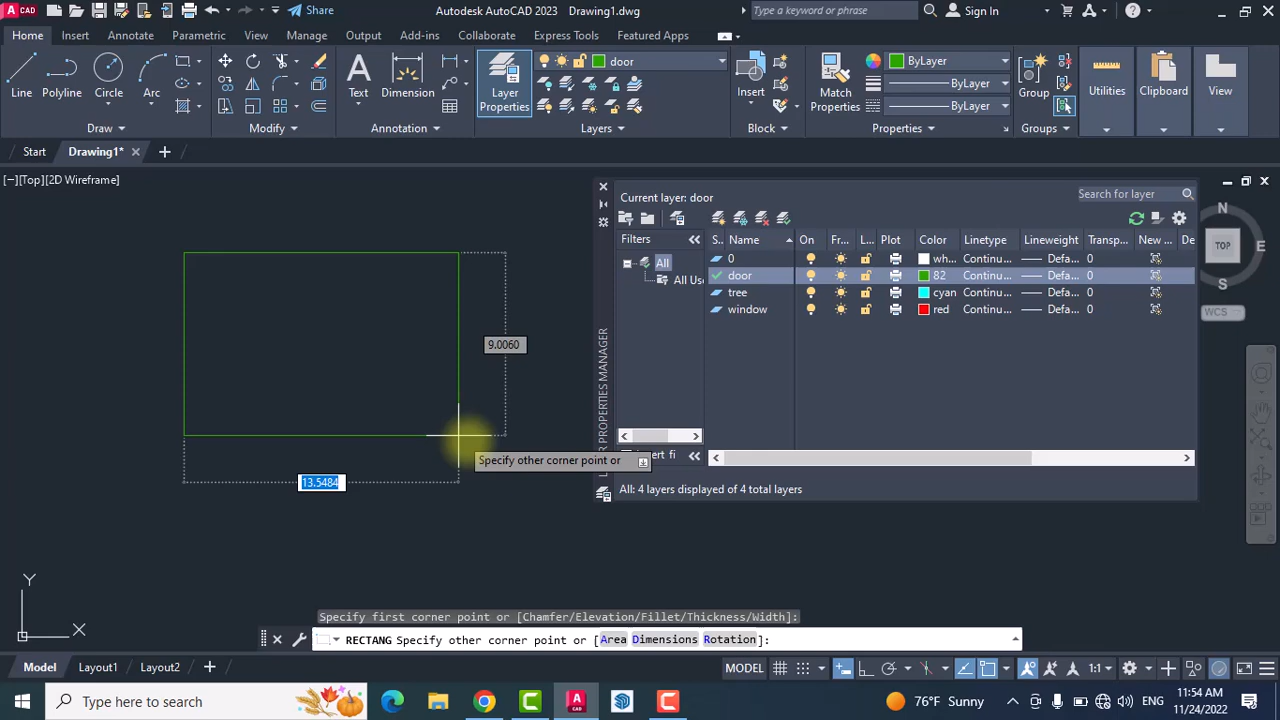 CAD
Share
Autodesk AutoCAD 2023 Drawing1.dwg
Type a keyword or phrase
Sign In
Home Insert Annotate Parametric View Manage Output Add-ins Collaborate Express Tools Featured Apps
Line Polyline Circle Arc
Text Dimension
Layer Properties
door
Insert
Match Properties
ByLayer
ByLayer
ByLayer
Group
Utilities
Clipboard
View
Draw Modify Annotation Layers Block Properties Groups
Start Drawing1*
[−][Top][2D Wireframe]
Current layer: door
Search for layer
Filters
S. Name On Fr... L... Plot Color Linetype Lineweight Transp... New ... De
All
All Use
0 wh... Continu... Defa... 0
door 82 Continu... Defa... 0
tree cyan Continu... Defa... 0
window red Continu... Defa... 0
N
TOP
E
S
WCS
9.0060
PROPERTIES MANAGER
Specify other corner point or
13.5484
All: 4 layers displayed of 4 total layers
Y
X
Specify first corner point or [Chamfer/Elevation/Fillet/Thickness/Width]:
RECTANG Specify other corner point or [Area Dimensions Rotation]:
Model Layout1 Layout2
MODEL
1:1
Type here to search
76°F Sunny
ENG
11:54 AM
11/24/2022